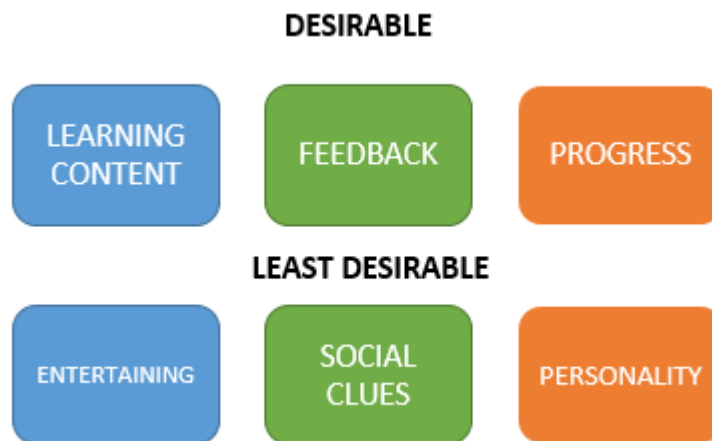 DESIRABLE
LEARNING
CONTENT
FEEDBACK
PROGRESS
LEAST DESIRABLE
ENTERTAINING
SOCIAL
CLUES
PERSONALITY